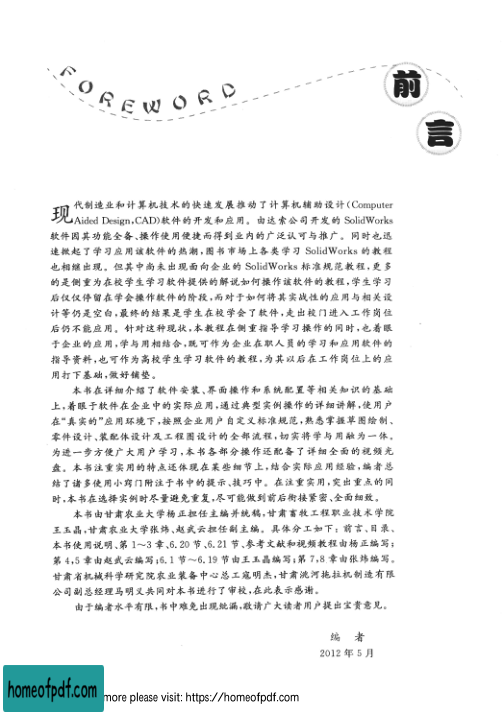 FOREWORD
前
言
现代制造业和计算机技术的快速发展推动了计算机辅助设计(Computer
Aided Design,CAD)软件的开发和应用。由达索公司开发的 SolidWorks
软件因其功能全备、操作使用便捷而得到业内的广泛认可与推广。同时也迅
速掀起了学习应用该软件的热潮,图书市场上各类学习 SolidWorks 的教程
也相继出现。但其中尚未出现面向企业的 SolidWorks 标准规范教程,更多
的是侧重为在校学生学习软件提供的解说如何操作该软件的教程,学生学习
后仅仅停留在学会操作软件的阶段,而对于如何将其实战性的应用与相关设
计等仍是空白,最终的结果是学生在校学会了软件,走出校门进入工作岗位
后仍不能应用。针对这种现状,本教程在侧重指导学习操作的同时,也着眼
于企业的应用,学与用相结合,既可作为企业在职人员的学习和应用软件的
指导资料,也可作为高校学生学习软件的教程,为其以后在工作岗位上的应
用打下基础,做好铺垫。
本书在详细介绍了软件安装、界面操作和系统配置等相关知识的基础
上,着眼于软件在企业中的实际应用,通过典型实例操作的详细讲解,使用户
在“真实的”应用环境下,按照企业用户自定义标准规范,熟悉掌握草图绘制、
零件设计、装配体设计及工程图设计的全部流程,切实将学与用融为一体。
为进一步方便广大用户学习,本书各部分操作还配备了详细全面的视频光
盘。本书注重实用的特点还体现在某些细节上,结合实际应用经验,编者总
结了诸多使用小窍门附注于书中的提示、技巧中。在注重实用,突出重点的同
时,本书在选择实例时尽量避免重复,尽可能做到前后衔接紧密、全面细致。
本书由甘肃农业大学杨正担任主编并统稿,甘肃畜牧工程职业技术学院
王玉晶,甘肃农业大学张炜、赵武云担任副主编。具体分工如下:前言、目录、
本书使用说明、第 1~3 章、6.20 节、6.21 节、参考文献和视频教程由杨正编写;
第 4,5 章由赵武云编写;6.1 节~6.19 节由王玉晶编写;第 7,8 章由张炜编写。
甘肃省机械科学研究院农业装备中心总工寇明杰,甘肃洮河拖拉机制造有限
公司副总经理马明义共同对本书进行了审校,在此表示感谢。
由于编者水平有限,书中难免出现纰漏,敬请广大读者用户提出宝贵意见。
编 者
2012 年 5 月
homeofpdf.com
more please visit: https://homeofpdf.com